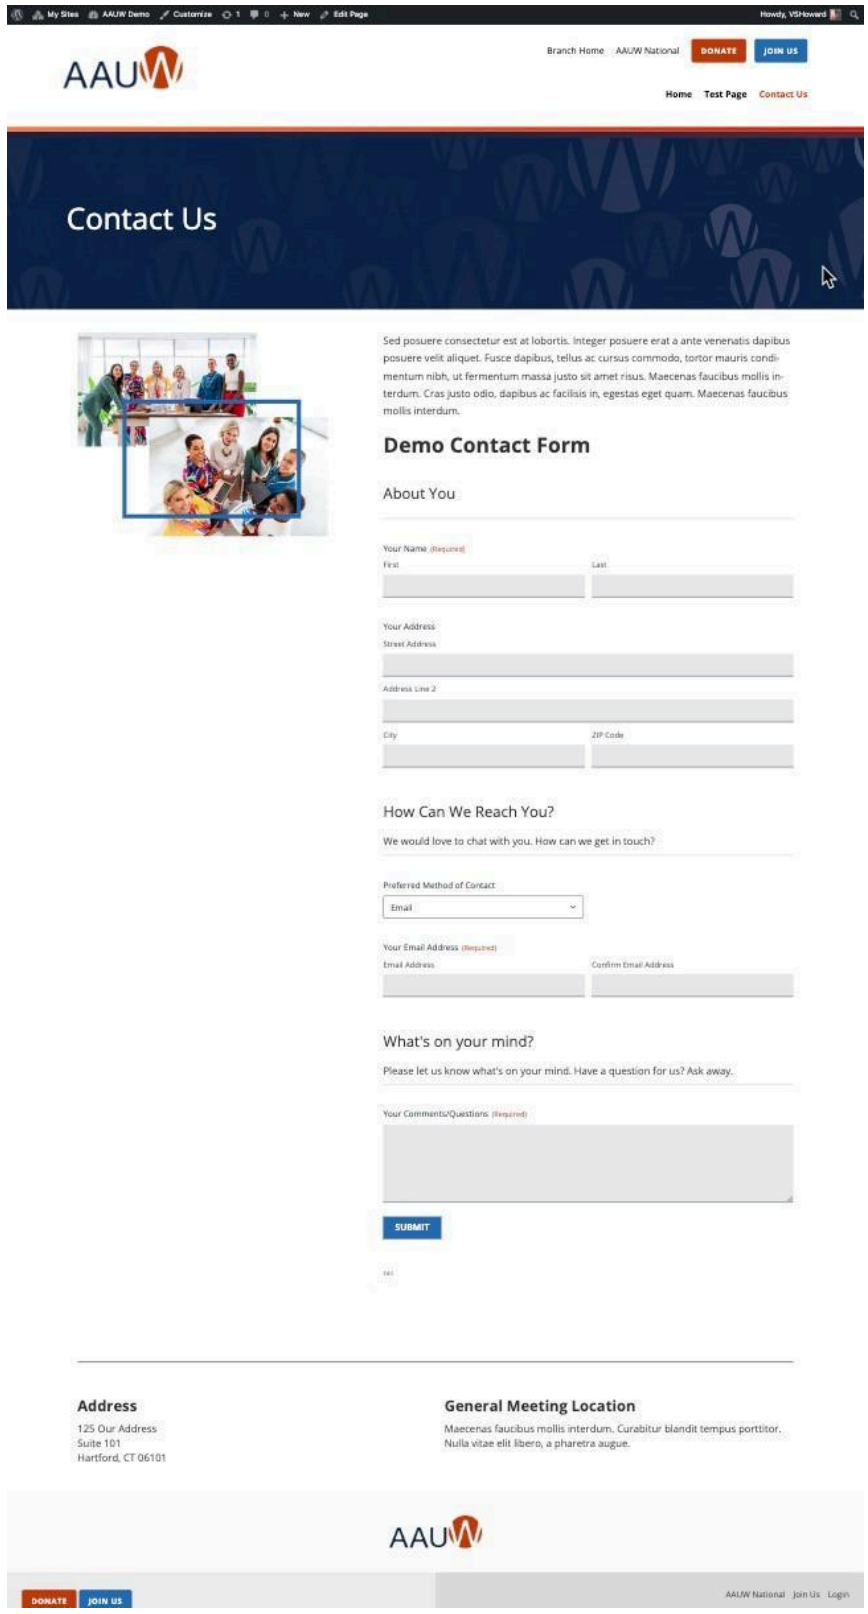 My Sites AAUW Demo Customize 1 0 New Edit Page Howdy, VSHoward
AAUW
Branch Home AAUW National DONATE JOIN US
Home Test Page Contact Us
Contact Us
Sed posuere consectetur est at lobortis. Integer posuere erat a ante venenatis dapibus
posuere velit aliquet. Fusce dapibus, tellus ac cursus commodo, tortor mauris condi-
mentum nibh, ut fermentum massa justo sit amet risus. Maecenas faucibus mollis in-
terdum. Cras justo odio, dapibus ac facilisis in, egestas eget quam. Maecenas faucibus
mollis interdum.
Demo Contact Form
About You
Your Name (Required)
First Last
Your Address
Street Address
Address Line 2
City ZIP Code
How Can We Reach You?
We would love to chat with you. How can we get in touch?
Preferred Method of Contact
Email
Your Email Address (Required)
Email Address Confirm Email Address
What's on your mind?
Please let us know what's on your mind. Have a question for us? Ask away.
Your Comments/Questions (Required)
SUBMIT
Address
125 Our Address
Suite 101
Hartford, CT 06101
General Meeting Location
Maecenas faucibus mollis interdum. Curabitur blandit tempus porttitor.
Nulla vitae elit libero, a pharetra augue.
AAUW
DONATE JOIN US AAUW National Join Us Login